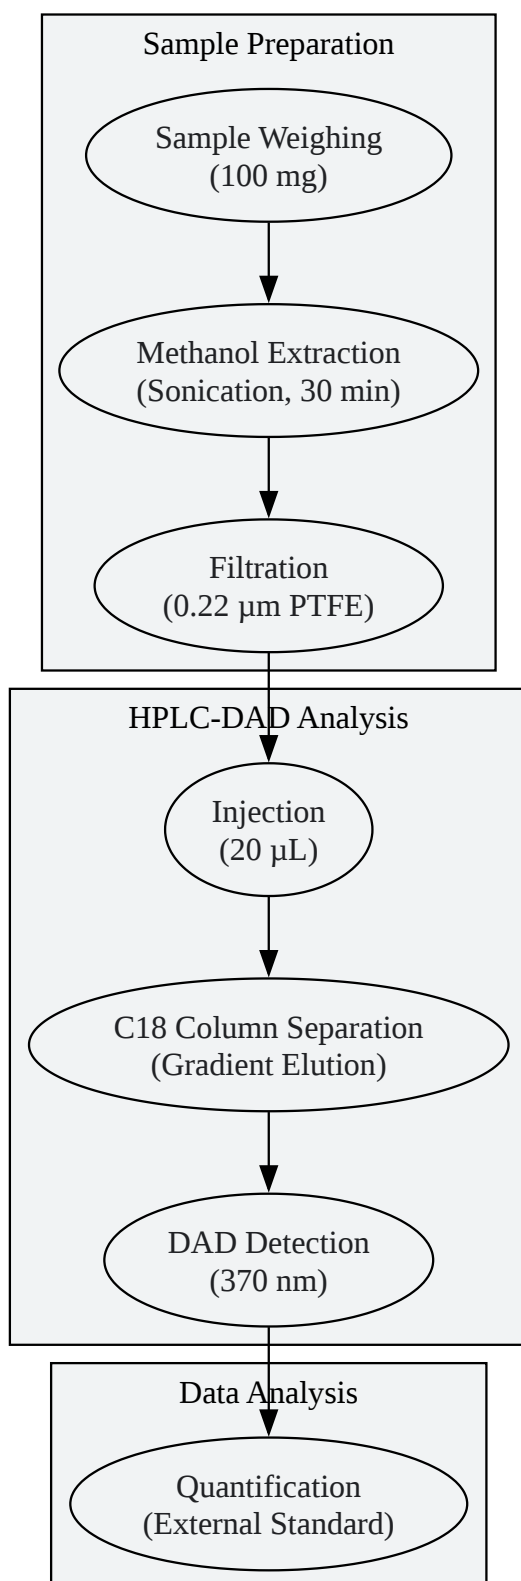 Sample Preparation
Sample Weighing
(100 mg)
Methanol Extraction
(Sonication, 30 min)
Filtration
(0.22 µm PTFE)
HPLC-DAD Analysis
Injection
(20 µL)
C18 Column Separation
(Gradient Elution)
DAD Detection
(370 nm)
Data Analysis
Quantification
(External Standard)